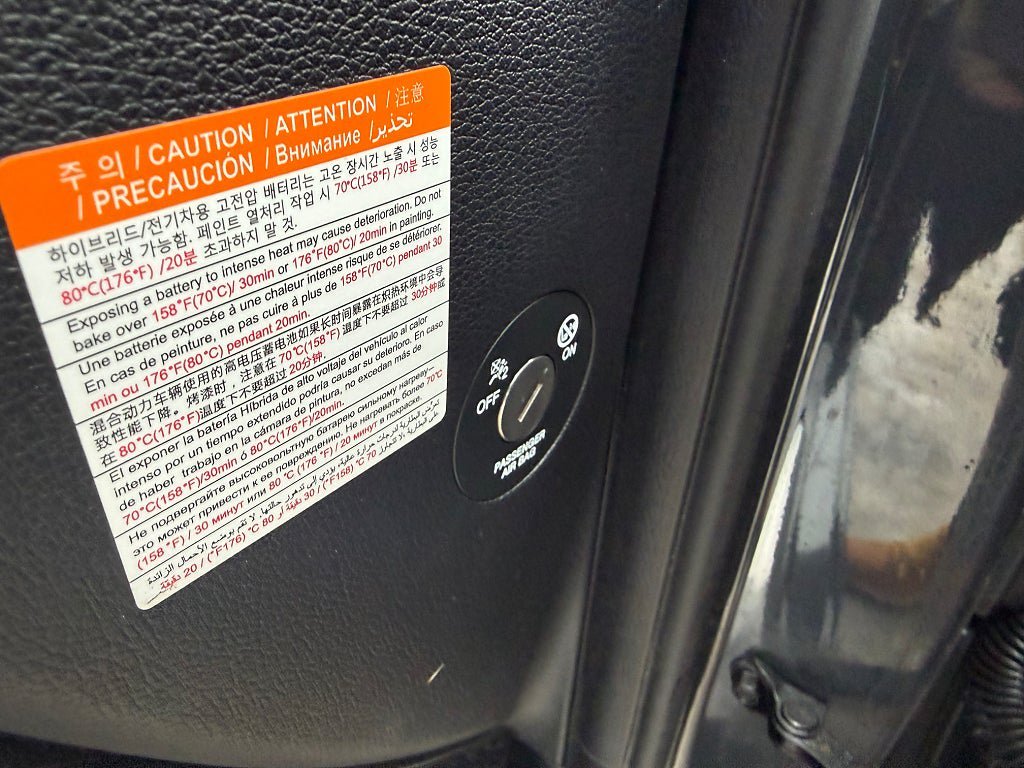 주 의 / CAUTION / ATTENTION / 注意
/ PRECAUCIÓN / Внимание / تحذير
하이브리드/전기차용 고전압 배터리는 고온 장시간 노출 시 성능
저하 발생 가능함. 페인트 열처리 작업 시 70°C(158°F) /30분 또는
80°C(176°F) /20분 초과하지 말 것.
Exposing a battery to intense heat may cause deterioration. Do not
bake over 158°F(70°C)/ 30min or 176°F(80°C)/ 20min in painting.
Une batterie exposée à une chaleur intense risque de se détériorer.
En cas de peinture, ne pas cuire à plus de 158°F(70°C) pendant 30
min ou 176°F(80°C) pendant 20min.
混合动力车辆使用的高电压蓄电池如果长时间暴露在炽热环境中会导
致性能下降。烤漆时，注意在 70°C(158°F) 温度下不要超过 30分钟或
在 80°C(176°F)温度下不要超过 20分钟.
El exponer la batería Híbrida de alto voltaje del vehículo al calor
intenso por un tiempo extendido podría causar su deterioro. En caso
de haber trabajo en la cámara de pintura, no excedan más de
70°C(158°F)/30min ó 80°C(176°F)/20min.
Не подвергайте высоковольтную батарею сильному нагреву–
это может привести к ее повреждению. Не нагревать более 70°C
(158 °F) / 30 минут или 80 °C (176 °F) / 20 минут в покраске.
OFF
ON
PASSENGER
AIR BAG